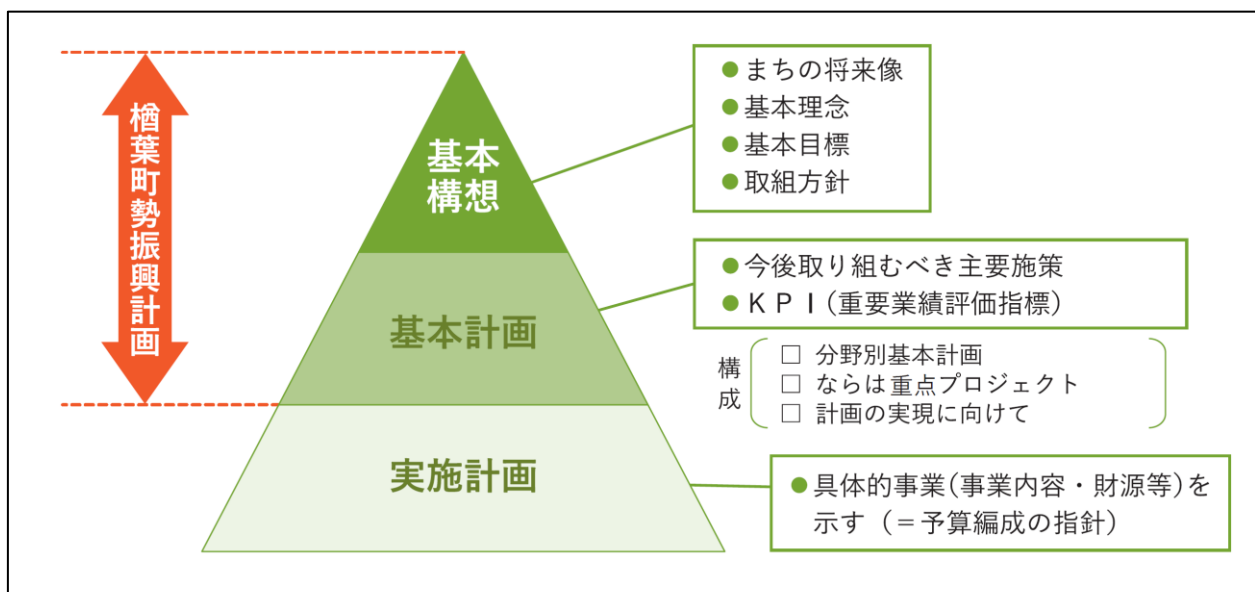 楢葉町勢振興計画
基本
構想
● まちの将来像
● 基本理念
● 基本目標
● 取組方針
基本計画
● 今後取り組むべき主要施策
● ＫＰＩ(重要業績評価指標)
構成
□ 分野別基本計画
□ ならは重点プロジェクト
□ 計画の実現に向けて
実施計画
● 具体的事業(事業内容・財源等)を
示す（＝予算編成の指針）